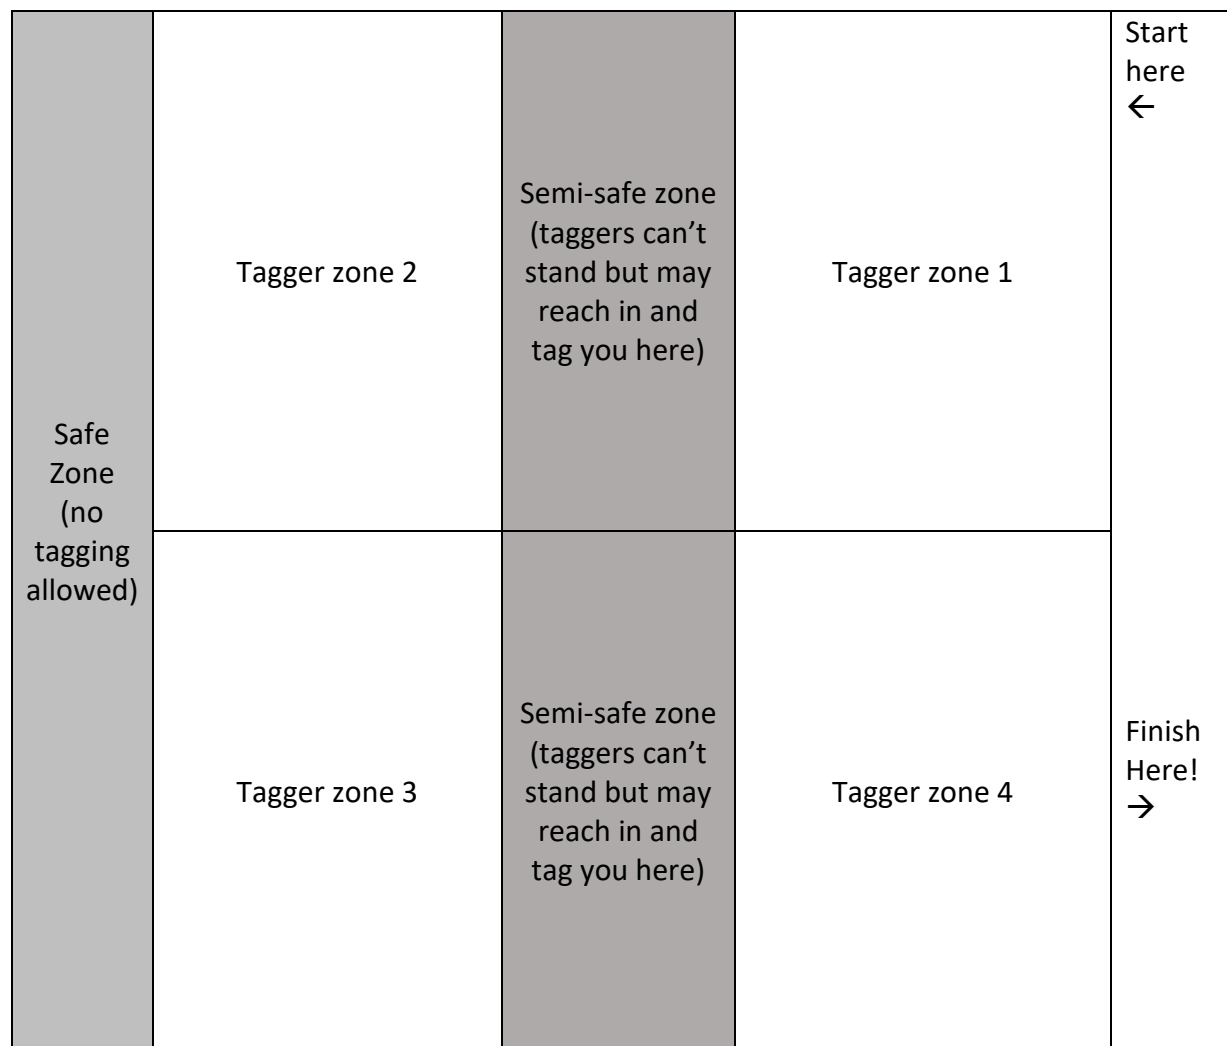 Start
here
←
Semi-safe zone
(taggers can’t
stand but may
reach in and
tag you here)
Tagger zone 2
Tagger zone 1
Safe
Zone
(no
tagging
allowed)
Semi-safe zone
(taggers can’t
stand but may
reach in and
tag you here)
Tagger zone 3
Tagger zone 4
Finish
Here!
→